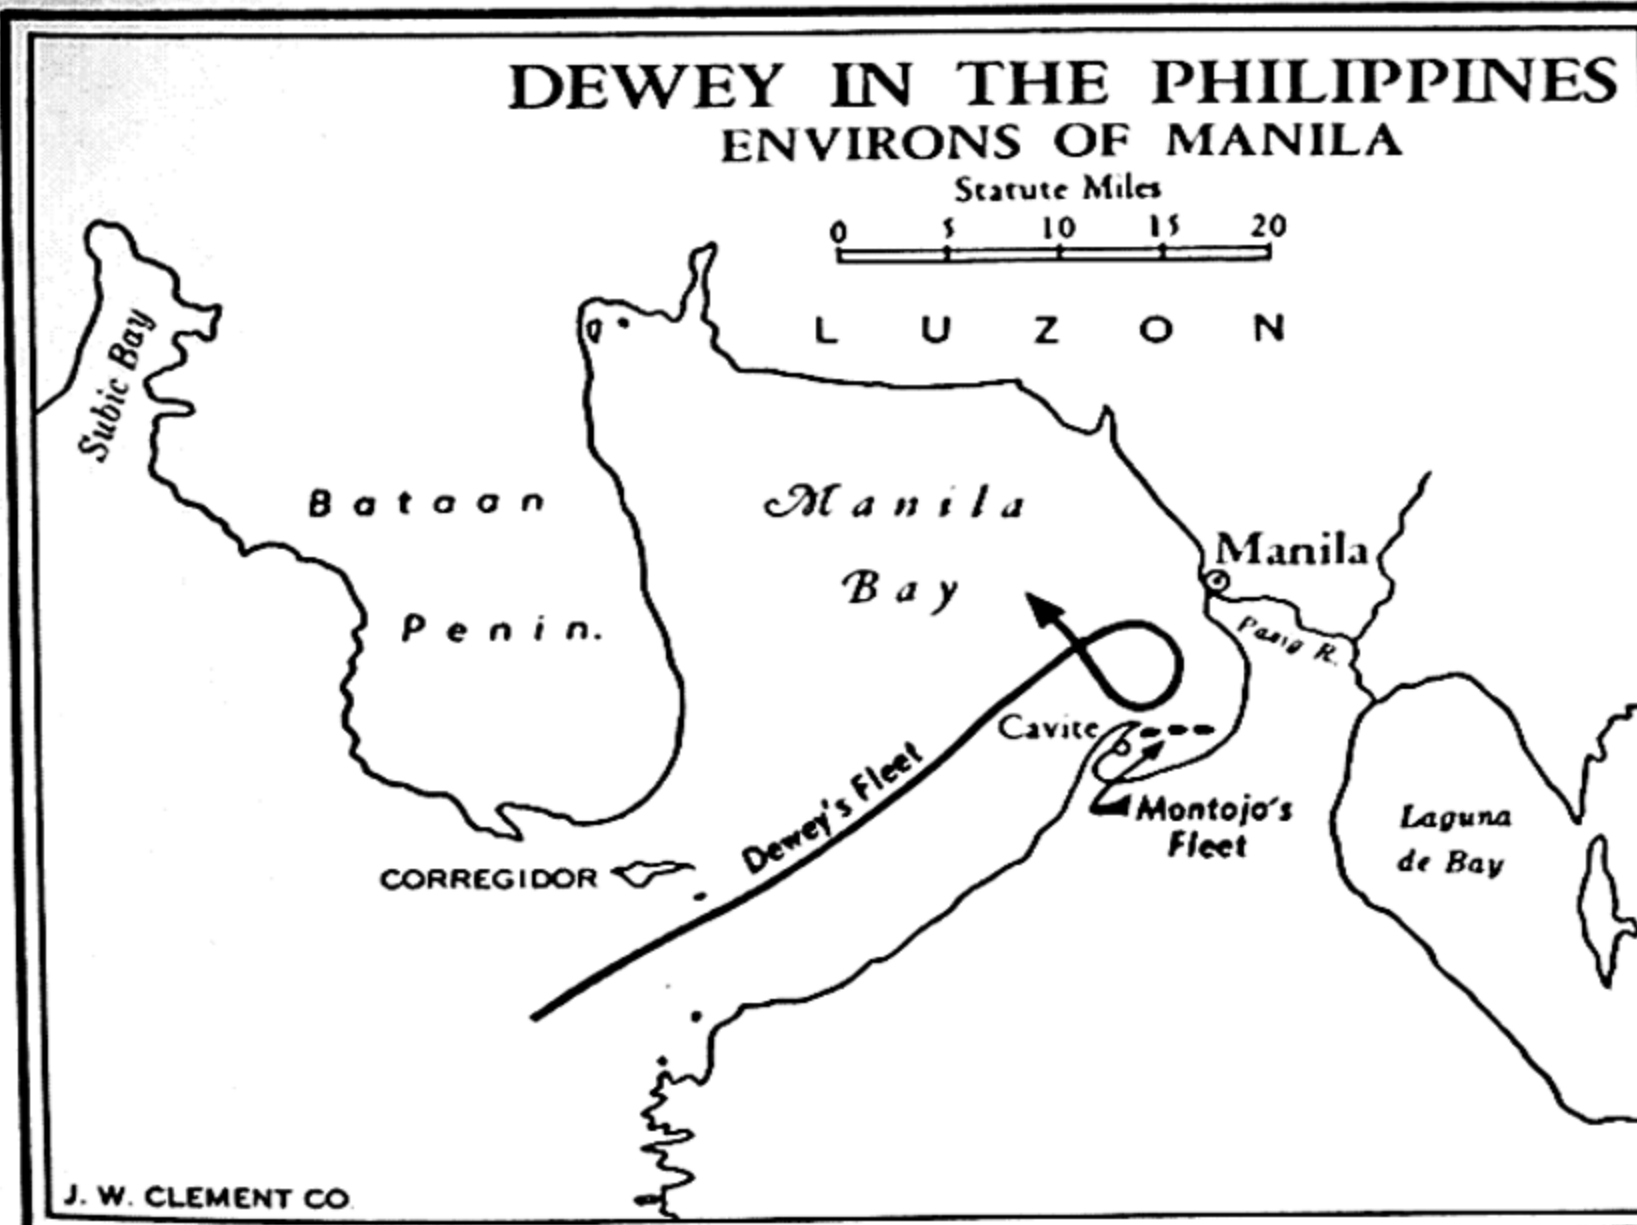 DEWEY IN THE PHILIPPINES
ENVIRONS OF MANILA
Statute Miles
0 5 10 15 20
LUZON
Subic Bay
Bataan
Penin.
Manila
Bay
Manila
Pasig R.
Cavite
Dewey's Fleet
Montojo's
Fleet
Laguna
de Bay
CORREGIDOR
J. W. CLEMENT CO.